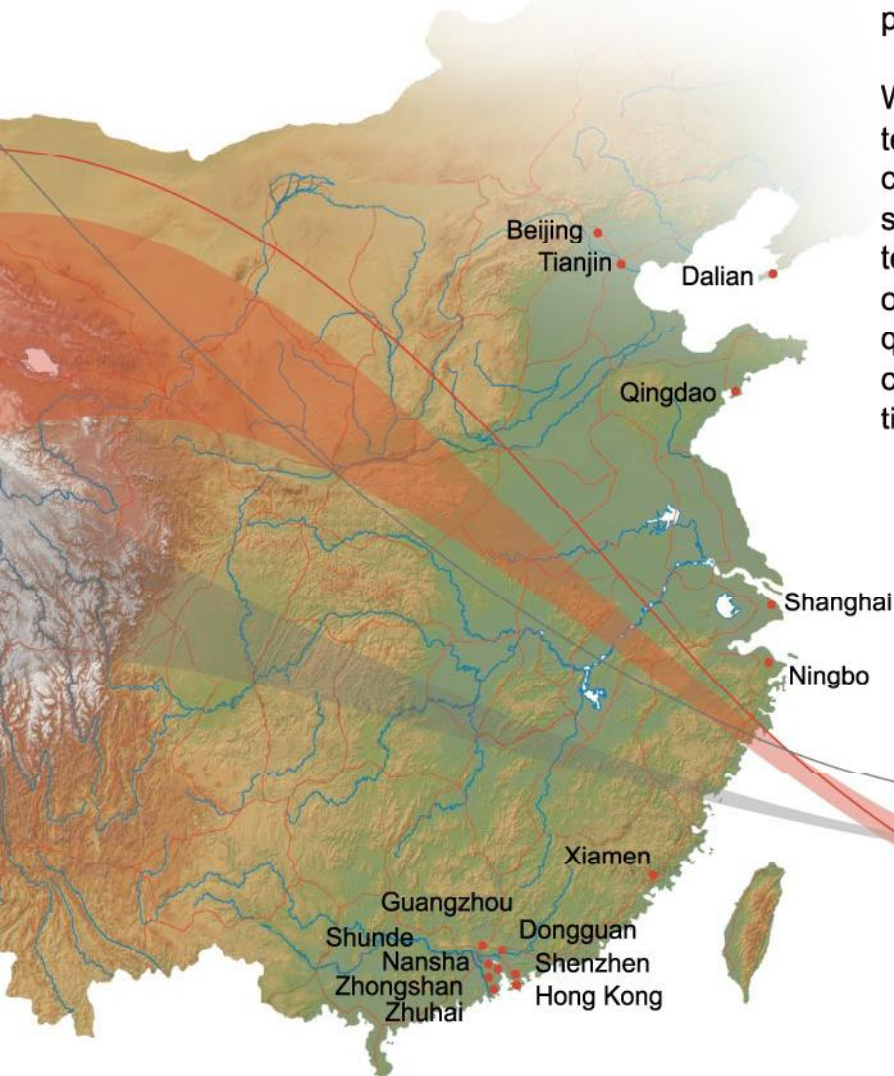 Beijing
Tianjin
Dalian
Qingdao
Shanghai
Ningbo
Xiamen
Guangzhou
Shunde
Dongguan
Nansha
Shenzhen
Zhongshan
Hong Kong
Zhuhai